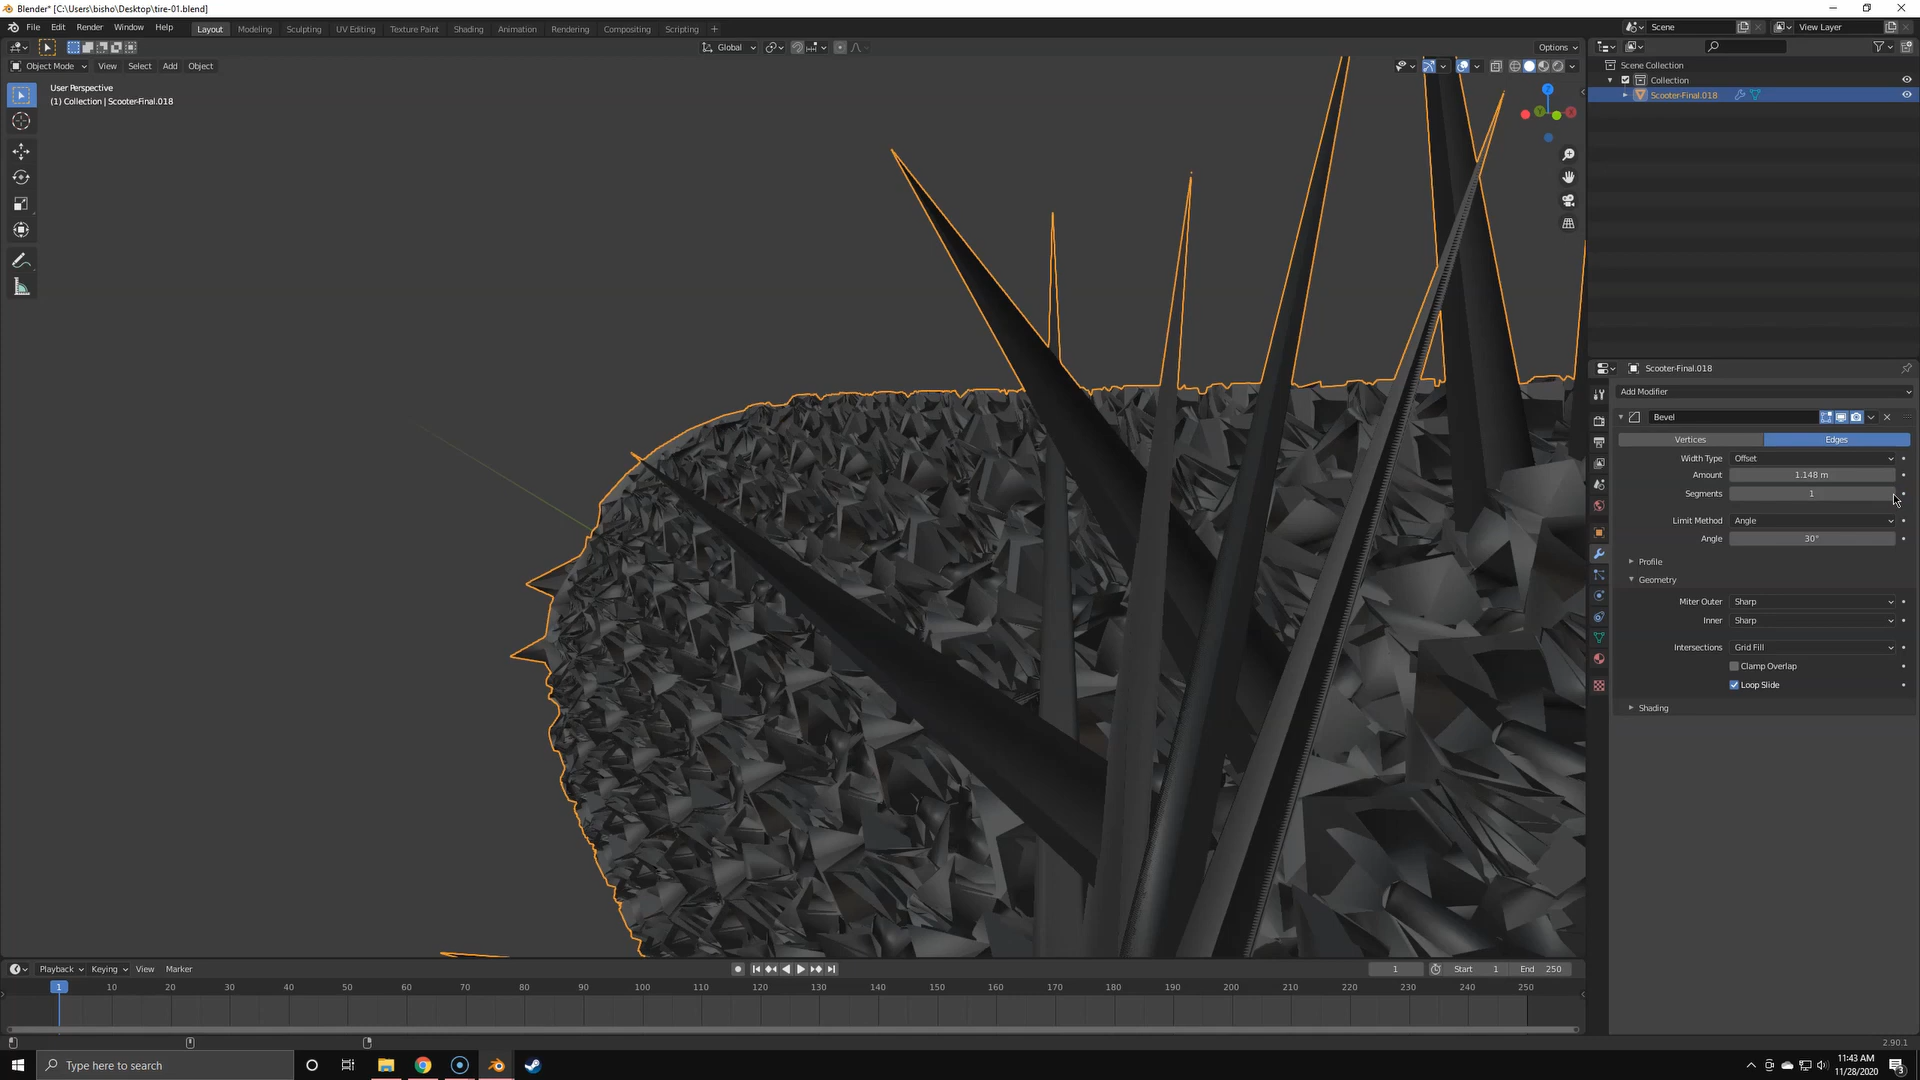 Blender* [C:\Users\bisho\Desktop\tire-01.blend]
File Edit Render Window Help Layout Modeling Sculpting UV Editing Texture Paint Shading Animation Rendering Compositing Scripting + Scene View Layer
Global Options
Object Mode View Select Add Object
User Perspective
(1) Collection | Scooter-Final.018
Scene Collection
Collection
Scooter-Final.018
Z
Y
X
Scooter-Final.018
Add Modifier
Bevel
Vertices Edges
Width Type Offset
Amount 1.148 m
Segments 1
Limit Method Angle
Angle 30°
Profile
Geometry
Miter Outer Sharp
Inner Sharp
Intersections Grid Fill
Clamp Overlap
Loop Slide
Shading
Playback Keying View Marker 1 Start 1 End 250
1 10 20 30 40 50 60 70 80 90 100 110 120 130 140 150 160 170 180 190 200 210 220 230 240 250
2.90.1
Type here to search
11:43 AM
11/28/2020
3